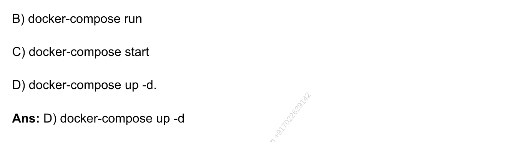 B) docker-compose run
C) docker-compose start
D) docker-compose up -d.
Ans: D) docker-compose up -d